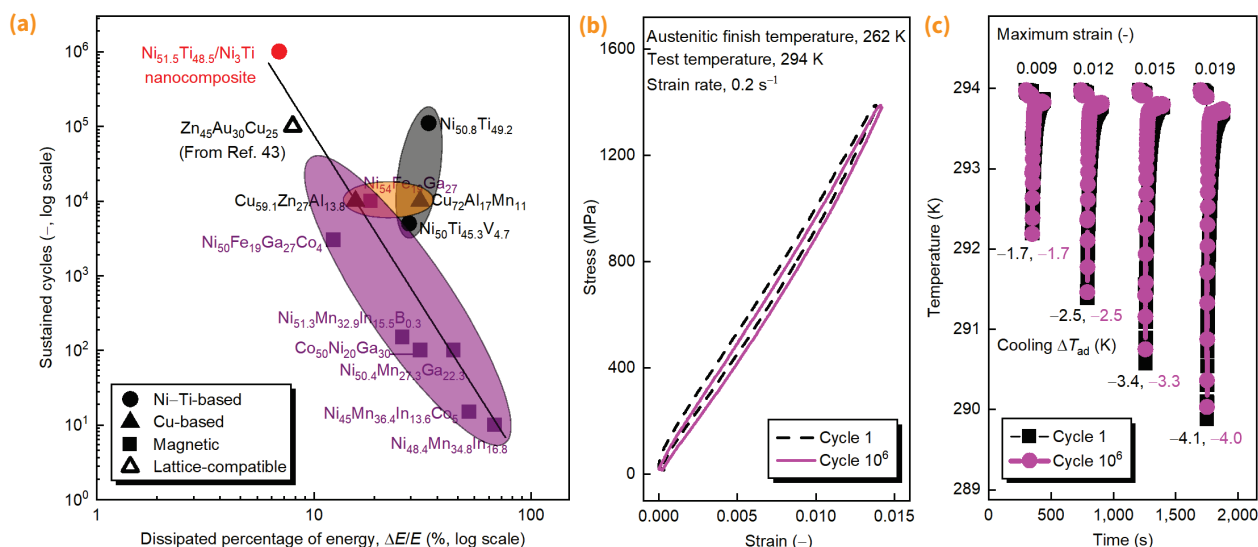 (a)
10⁶
10⁵
10⁴
10³
10²
10¹
10⁰
Sustained cycles (–, log scale)
Ni₅₁.₅Ti₄₈.₅/Ni₃Ti
nanocomposite
Zn₄₅Au₃₀Cu₂₅
(From Ref. 43)
Ni₅₀.₈Ti₄₉.₂
Ni₅₄Fe₁₉Ga₂₇
Cu₅₉.₁Zn₂₇Al₁₃.₈
Cu₇₂Al₁₇Mn₁₁
Ni₅₀Ti₄₅.₃V₄.₇
Ni₅₀Fe₁₉Ga₂₇Co₄
Ni₅₁.₃Mn₃₂.₉In₁₅.₅B₀.₃
Co₅₀Ni₂₀Ga₃₀
Ni₅₀.₄Mn₂₇.₃Ga₂₂.₃
Ni₄₅Mn₃₆.₄In₁₃.₆Co₅
Ni₄₈.₄Mn₃₄.₈In₁₆.₈
Ni–Ti-based
Cu-based
Magnetic
Lattice-compatible
1
10
100
Dissipated percentage of energy, ΔE/E (%, log scale)
(b)
1600
1200
800
400
0
Stress (MPa)
Austenitic finish temperature, 262 K
Test temperature, 294 K
Strain rate, 0.2 s⁻¹
Cycle 1
Cycle 10⁶
0.000
0.005
0.010
0.015
Strain (–)
(c)
Maximum strain (-)
0.009
0.012
0.015
0.019
294
293
292
291
290
289
Temperature (K)
–1.7, –1.7
–2.5, –2.5
Cooling ΔT_ad (K)
–3.4, –3.3
–4.1, –4.0
Cycle 1
Cycle 10⁶
0
500
1,000
1,500
2,000
Time (s)